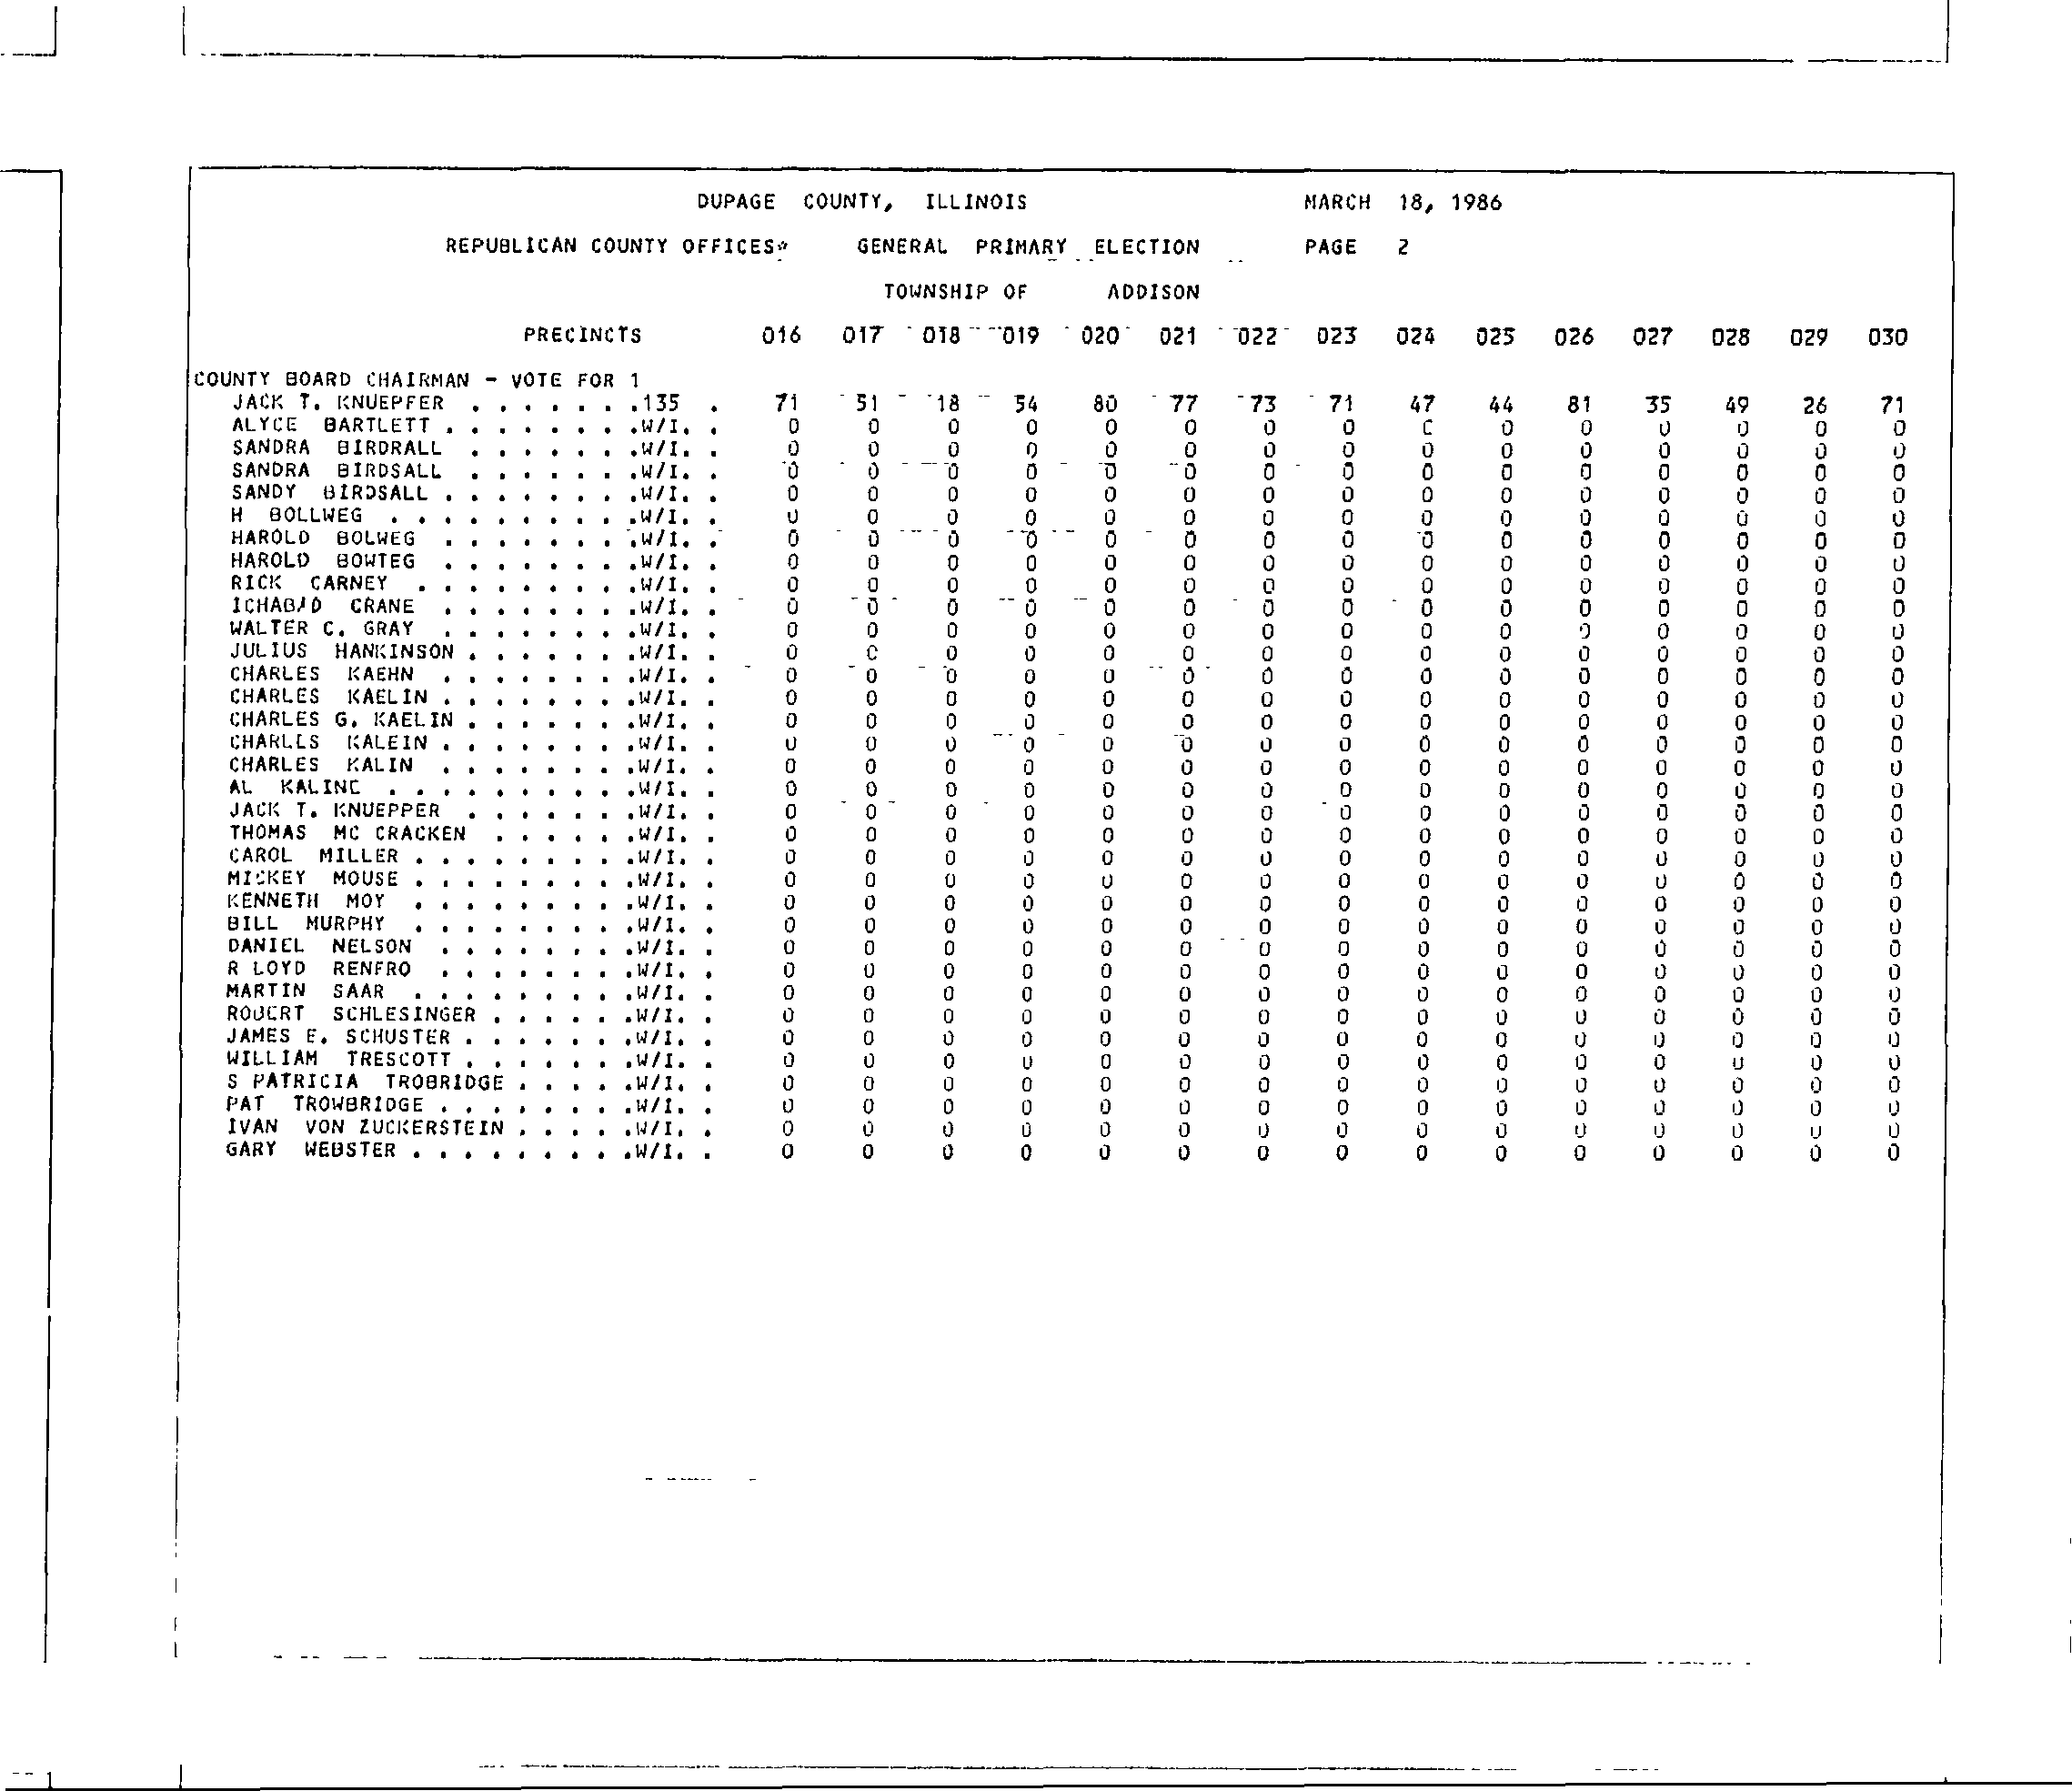 DUPAGE COUNTY, ILLINOIS MARCH 18, 1986
REPUBLICAN COUNTY OFFICES* GENERAL PRIMARY ELECTION PAGE 2
TOWNSHIP OF ADDISON
PRECINCTS 016 017 018 019 020 021 022 023 024 025 026 027 028 029 030
COUNTY BOARD CHAIRMAN - VOTE FOR 1
JACK T. KNUEPFER . . . . . . .135 . 71 51 18 54 80 77 73 71 47 44 81 35 49 26 71
ALYCE BARTLETT . . . . . . . .W/I. . 0 0 0 0 0 0 0 0 0 0 0 0 0 0 0
SANDRA BIRDRALL . . . . . . .W/I. . 0 0 0 0 0 0 0 0 0 0 0 0 0 0 0
SANDRA BIRDSALL . . . . . . .W/I. . 0 0 0 0 0 0 0 0 0 0 0 0 0 0 0
SANDY BIRDSALL . . . . . . . .W/I. . 0 0 0 0 0 0 0 0 0 0 0 0 0 0 0
H BOLLWEG . . . . . . . . . .W/I. . 0 0 0 0 0 0 0 0 0 0 0 0 0 0 0
HAROLD BOLWEG . . . . . . . .W/I. . 0 0 0 0 0 0 0 0 0 0 0 0 0 0 0
HAROLD BOWTEG . . . . . . . .W/I. . 0 0 0 0 0 0 0 0 0 0 0 0 0 0 0
RICK CARNEY . . . . . . . . .W/I. . 0 0 0 0 0 0 0 0 0 0 0 0 0 0 0
ICHABOD CRANE . . . . . . . .W/I. . 0 0 0 0 0 0 0 0 0 0 0 0 0 0 0
WALTER C. GRAY . . . . . . . .W/I. . 0 0 0 0 0 0 0 0 0 0 0 0 0 0 0
JULIUS HANKINSON . . . . . . .W/I. . 0 0 0 0 0 0 0 0 0 0 0 0 0 0 0
CHARLES KAEHN . . . . . . . .W/I. . 0 0 0 0 0 0 0 0 0 0 0 0 0 0 0
CHARLES KAELIN . . . . . . . .W/I. . 0 0 0 0 0 0 0 0 0 0 0 0 0 0 0
CHARLES G. KAELIN . . . . . . .W/I. . 0 0 0 0 0 0 0 0 0 0 0 0 0 0 0
CHARLES KALEIN . . . . . . . .W/I. . 0 0 0 0 0 0 0 0 0 0 0 0 0 0 0
CHARLES KALIN . . . . . . . .W/I. . 0 0 0 0 0 0 0 0 0 0 0 0 0 0 0
AL KALINE . . . . . . . . . .W/I. . 0 0 0 0 0 0 0 0 0 0 0 0 0 0 0
JACK T. KNUEPPER . . . . . . .W/I. . 0 0 0 0 0 0 0 0 0 0 0 0 0 0 0
THOMAS MC CRACKEN . . . . . .W/I. . 0 0 0 0 0 0 0 0 0 0 0 0 0 0 0
CAROL MILLER . . . . . . . . .W/I. . 0 0 0 0 0 0 0 0 0 0 0 0 0 0 0
MICKEY MOUSE . . . . . . . . .W/I. . 0 0 0 0 0 0 0 0 0 0 0 0 0 0 0
KENNETH MOY . . . . . . . . .W/I. . 0 0 0 0 0 0 0 0 0 0 0 0 0 0 0
BILL MURPHY . . . . . . . . .W/I. . 0 0 0 0 0 0 0 0 0 0 0 0 0 0 0
DANIEL NELSON . . . . . . . .W/I. . 0 0 0 0 0 0 0 0 0 0 0 0 0 0 0
R LOYD RENFRO . . . . . . . .W/I. . 0 0 0 0 0 0 0 0 0 0 0 0 0 0 0
MARTIN SAAR . . . . . . . . .W/I. . 0 0 0 0 0 0 0 0 0 0 0 0 0 0 0
ROBERT SCHLESINGER . . . . . .W/I. . 0 0 0 0 0 0 0 0 0 0 0 0 0 0 0
JAMES E. SCHUSTER . . . . . . .W/I. . 0 0 0 0 0 0 0 0 0 0 0 0 0 0 0
WILLIAM TRESCOTT . . . . . . .W/I. . 0 0 0 0 0 0 0 0 0 0 0 0 0 0 0
S PATRICIA TROBRIDGE . . . . .W/I. . 0 0 0 0 0 0 0 0 0 0 0 0 0 0 0
PAT TROWBRIDGE . . . . . . . .W/I. . 0 0 0 0 0 0 0 0 0 0 0 0 0 0 0
IVAN VON ZUCKERSTEIN . . . . .W/I. . 0 0 0 0 0 0 0 0 0 0 0 0 0 0 0
GARY WEBSTER . . . . . . . . .W/I. . 0 0 0 0 0 0 0 0 0 0 0 0 0 0 0